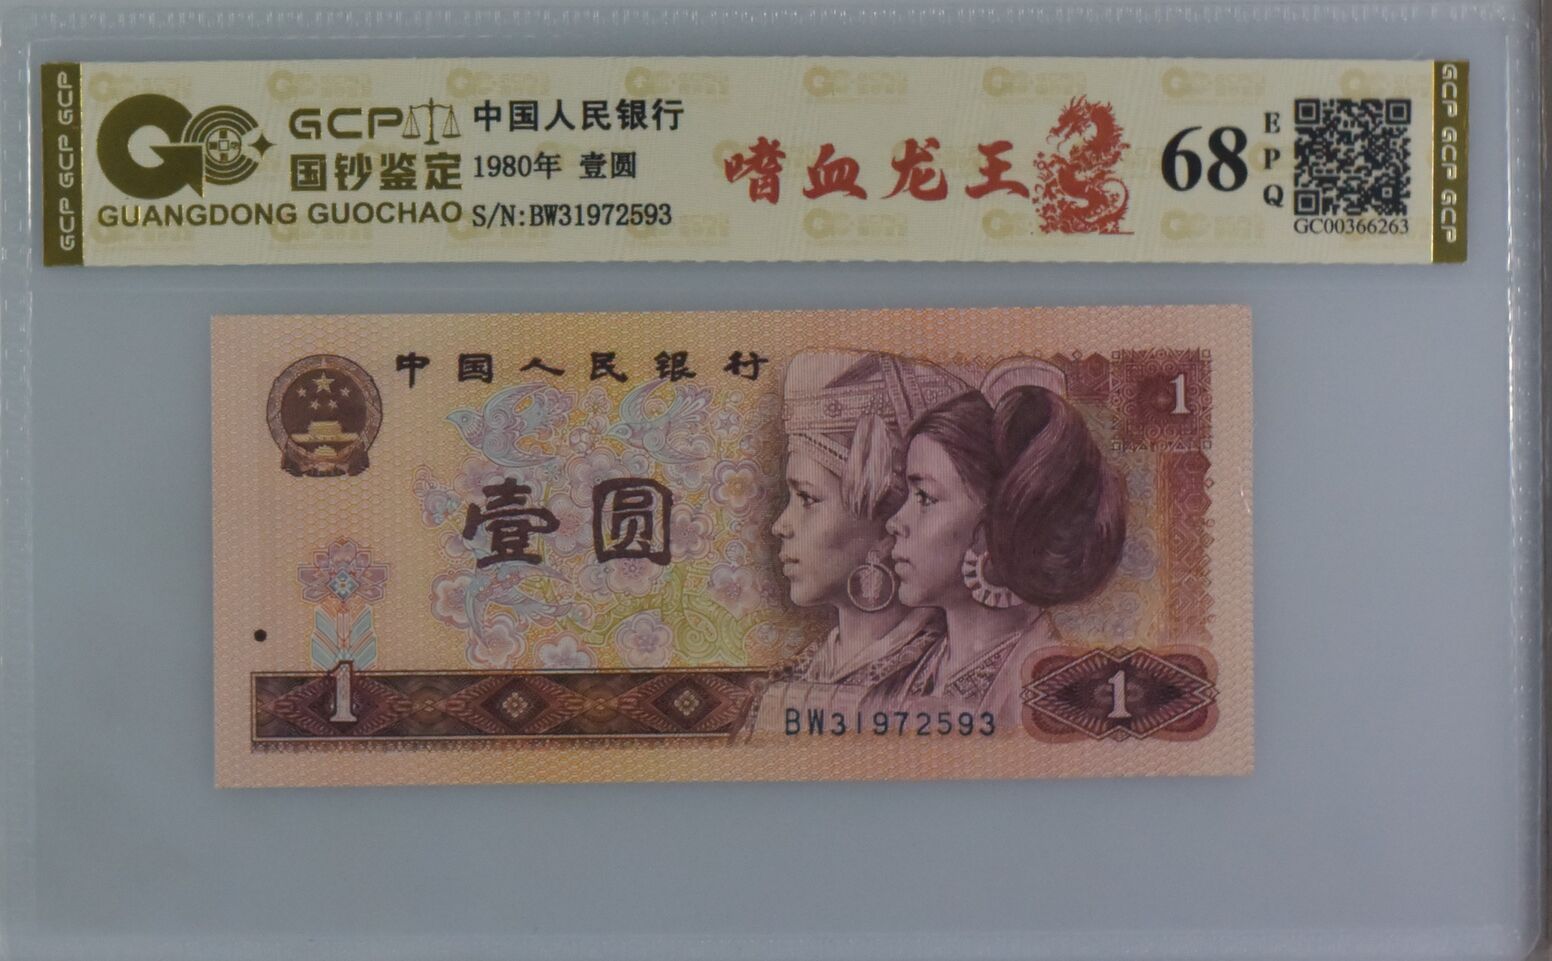 GCP GCP GCP
GCP
国钞鉴定
GUANGDONG GUOCHAO
中国人民银行
1980年 壹圆
S/N:BW31972593
嗜血龙王
68
EPQ
GC00366263
GCP GCP GCP
中国人民银行
1
壹圆
1
BW31972593
1